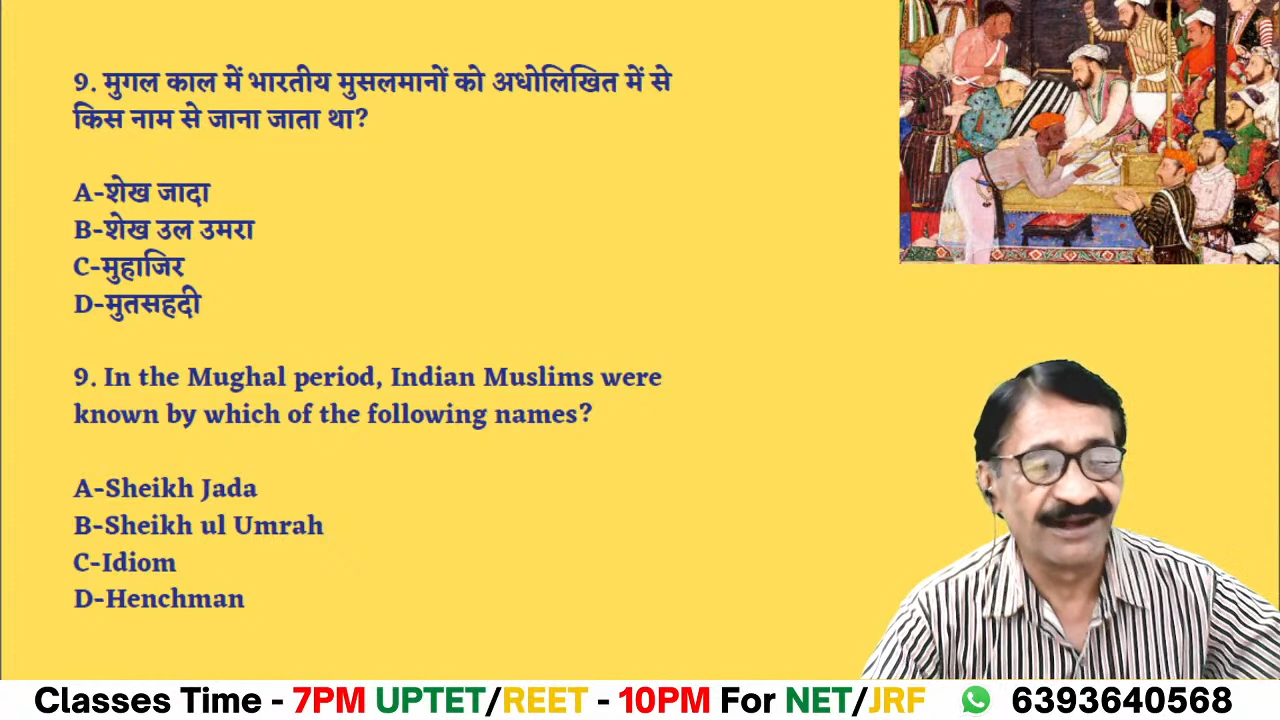 9. मुगल काल में भारतीय मुसलमानों को अधोलिखित में से
किस नाम से जाना जाता था?
A-शेख जादा
B-शेख उल उमरा
C-मुहाजिर
D-मुतसहदी
9. In the Mughal period, Indian Muslims were
known by which of the following names?
A-Sheikh Jada
B-Sheikh ul Umrah
C-Idiom
D-Henchman
Classes Time - 7PM UPTET/REET - 10PM For NET/JRF 6393640568